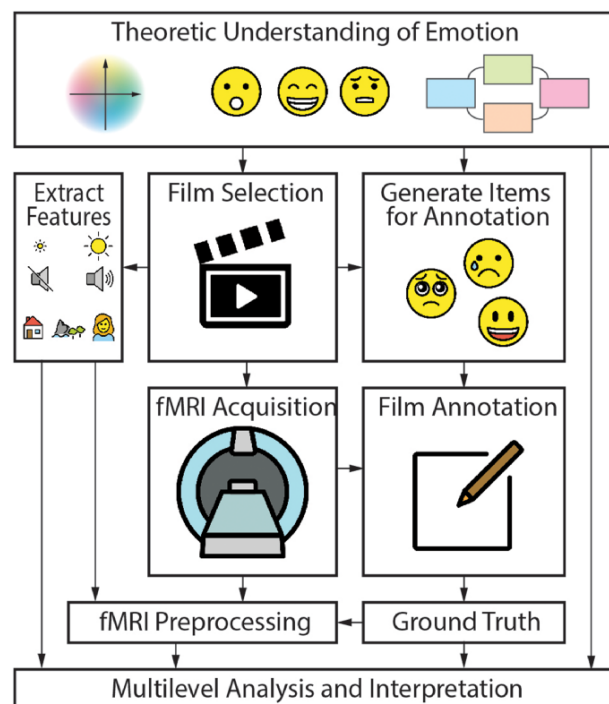 Theoretic Understanding of Emotion
Extract
Features
Film Selection
Generate Items
for Annotation
fMRI Acquisition
Film Annotation
fMRI Preprocessing
Ground Truth
Multilevel Analysis and Interpretation